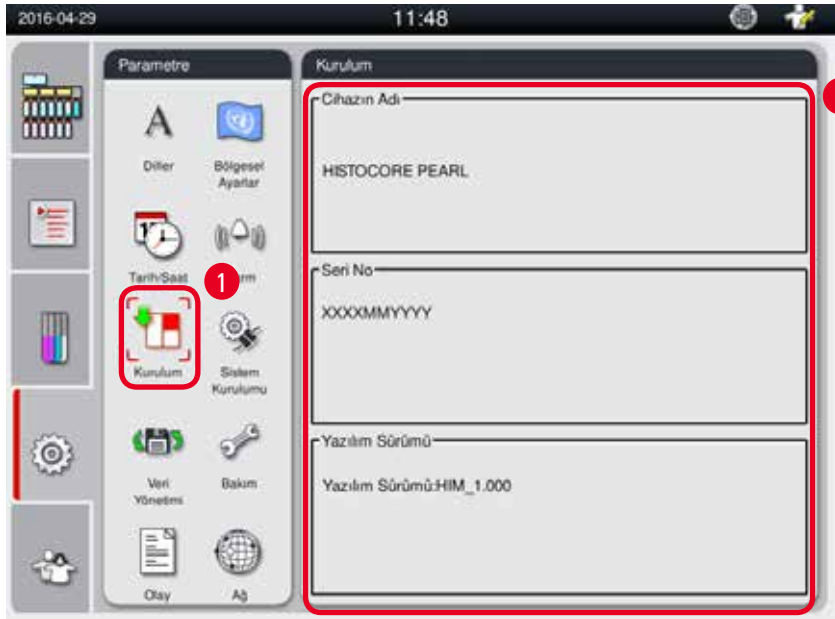 2016-04-29
11:48
Parametre
Kurulum
Diller
Bölgesel
Ayarlar
Tarih/Saat
1
Kurulum
Sistem
Kurulumu
Veri
Yönetimi
Bakım
Olay
Ağ
Cihazın Adı
HISTOCORE PEARL
Seri No
XXXXMMYYYY
Yazılım Sürümü
Yazılım Sürümü:HIM_1.000